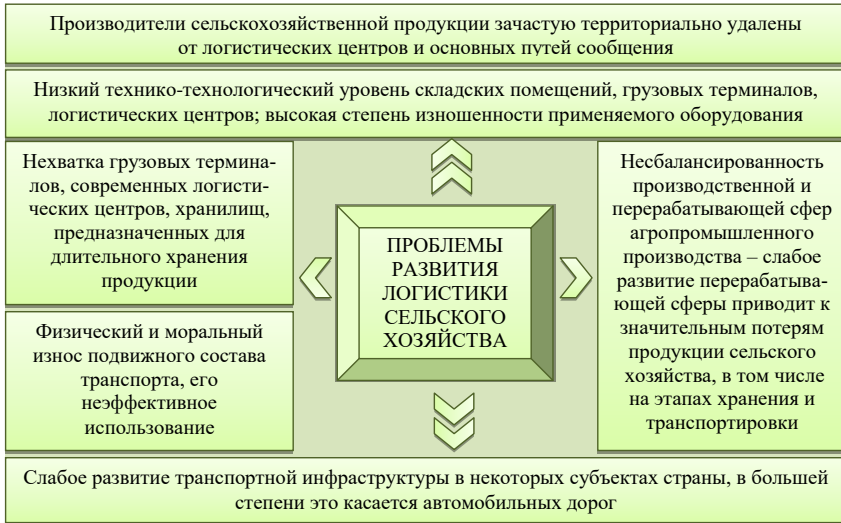 Производители сельскохозяйственной продукции зачастую территориально удалены
от логистических центров и основных путей сообщения
Низкий технико-технологический уровень складских помещений, грузовых терминалов,
логистических центров; высокая степень изношенности применяемого оборудования
Нехватка грузовых термина-
лов, современных логисти-
ческих центров, хранилищ,
предназначенных для
длительного хранения
продукции
Физический и моральный
износ подвижного состава
транспорта, его
неэффективное
использование
ПРОБЛЕМЫ
РАЗВИТИЯ
ЛОГИСТИКИ
СЕЛЬСКОГО
ХОЗЯЙСТВА
Несбалансированность
производственной и
перерабатывающей сфер
агропромышленного
производства – слабое
развитие перерабатыва-
ющей сферы приводит к
значительным потерям
продукции сельского
хозяйства, в том числе
на этапах хранения и
транспортировки
Слабое развитие транспортной инфраструктуры в некоторых субъектах страны, в большей
степени это касается автомобильных дорог